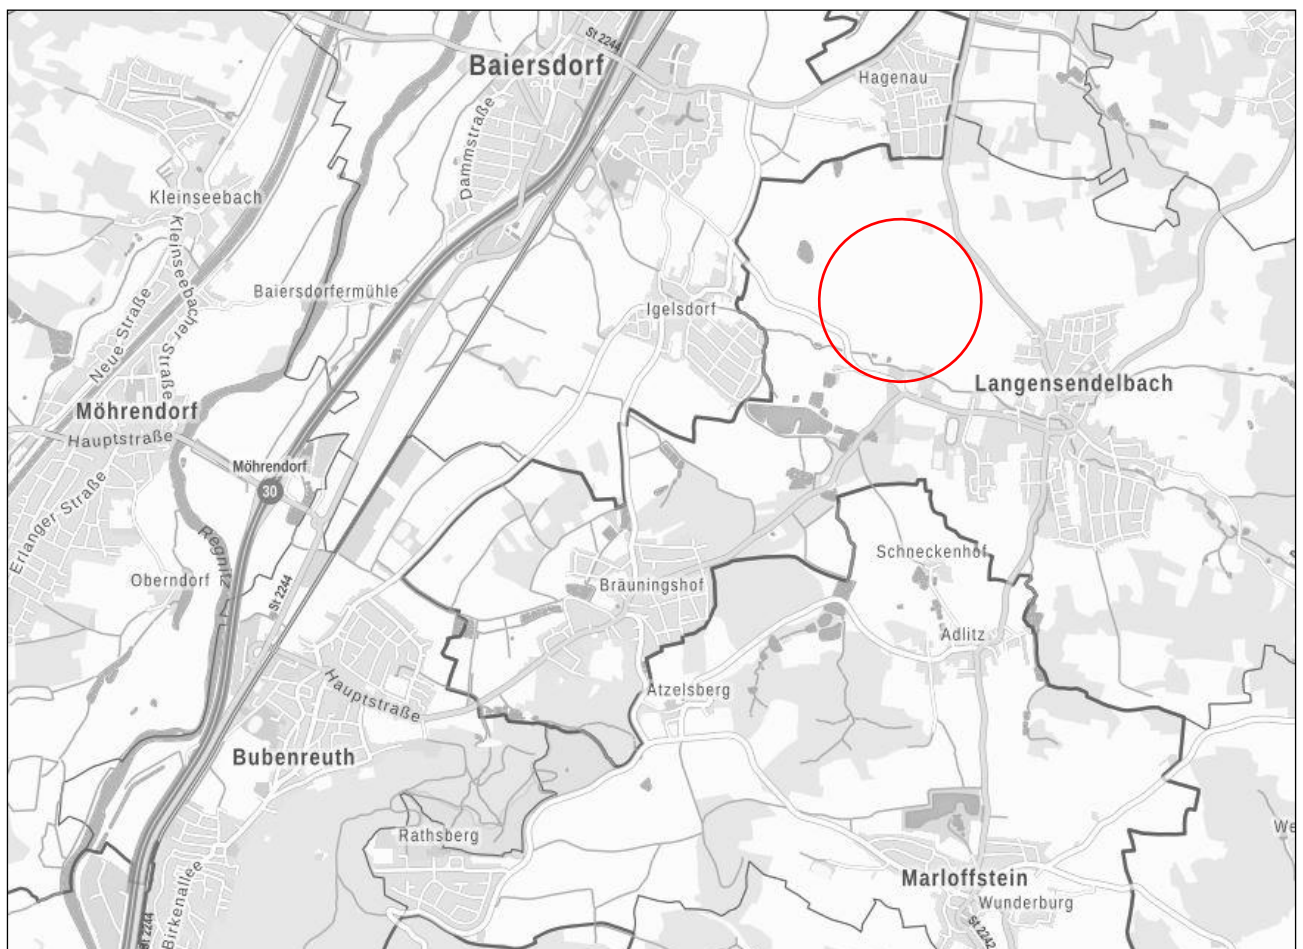 St 2244
Baiersdorf
Hagenau
Dammstraße
Kleinseebach
Kleinseebacher Straße
Baiersdorfermühle
Igelsdorf
Neue Straße
Langensendelbach
Möhrendorf
Hauptstraße
Möhrendorf
30
Erlanger Straße
Regnitz
Schneckenhof
Oberndorf
St 2244
Bräuningshof
Adlitz
Hauptstraße
Atzelsberg
Bubenreuth
Rathsberg
We
Marloffstein
Wunderburg
Birkenallee
St 2244
St 2242